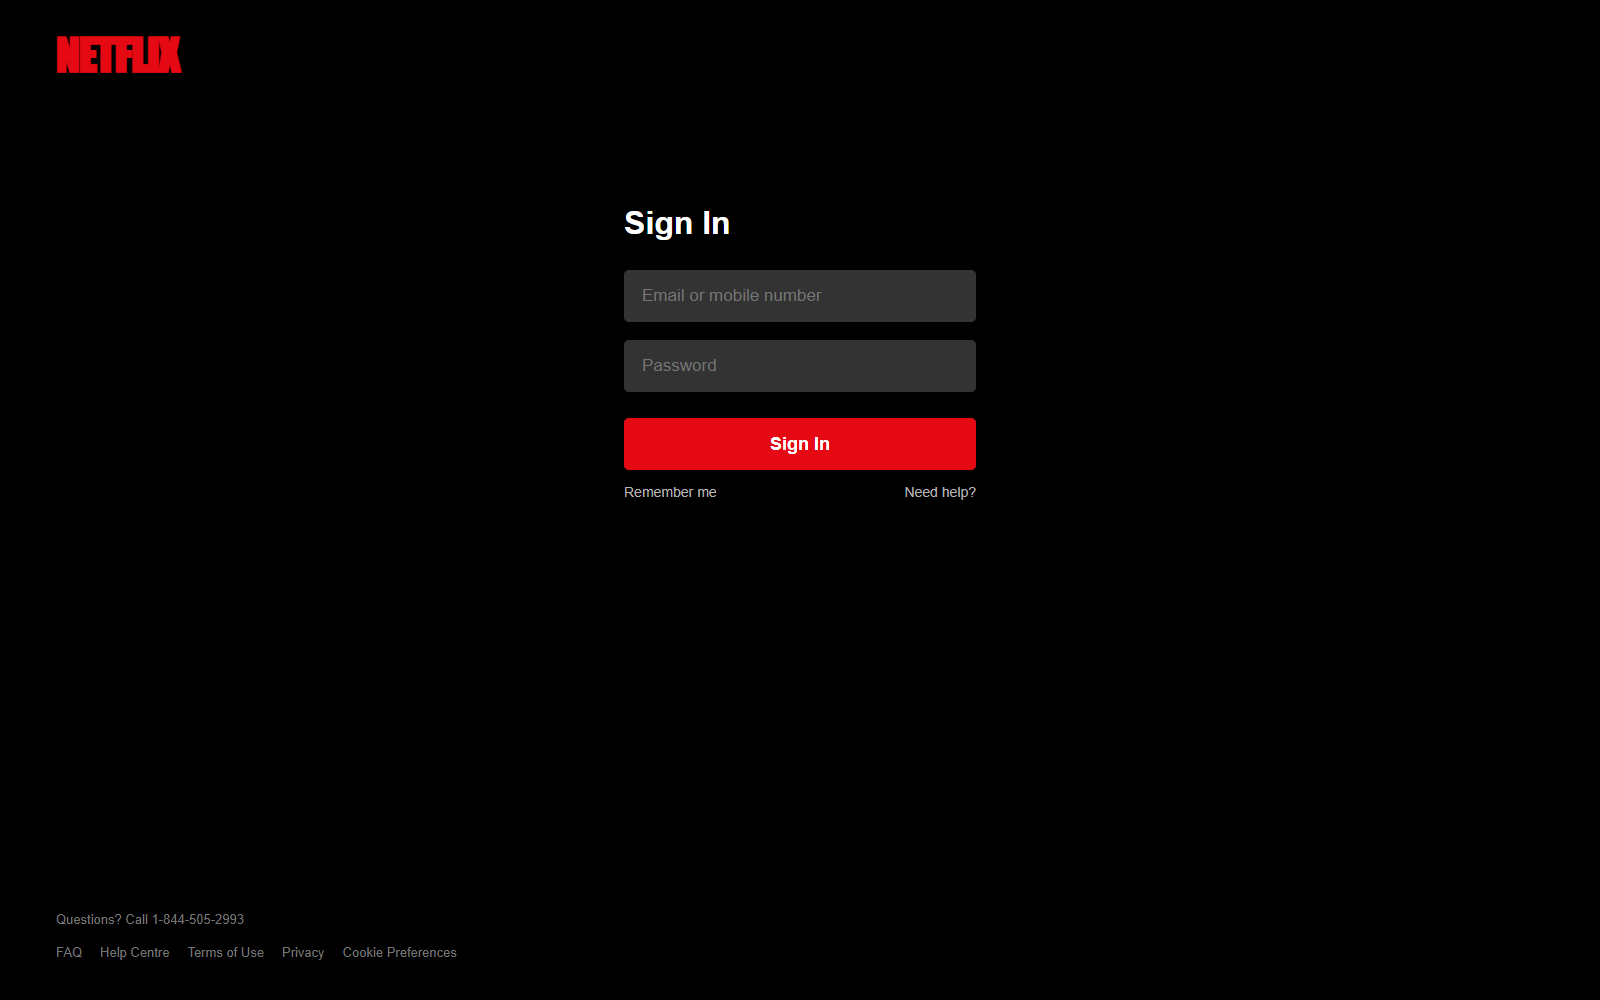 NETFLIX
Sign In
Email or mobile number
Password
Sign In
Remember me Need help?
Questions? Call 1-844-505-2993
FAQ Help Centre Terms of Use Privacy Cookie Preferences